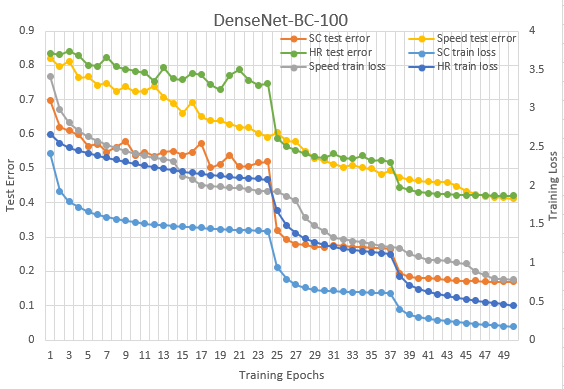 DenseNet-BC-100
SC test error Speed test error
HR test error SC train loss
Speed train loss HR train loss
0.9
0.8
0.7
0.6
0.5
0.4
0.3
0.2
0.1
0
Test Error
4
3.5
3
2.5
2
1.5
1
0.5
0
Training Loss
1 3 5 7 9 11 13 15 17 19 21 23 25 27 29 31 33 35 37 39 41 43 45 47 49
Training Epochs